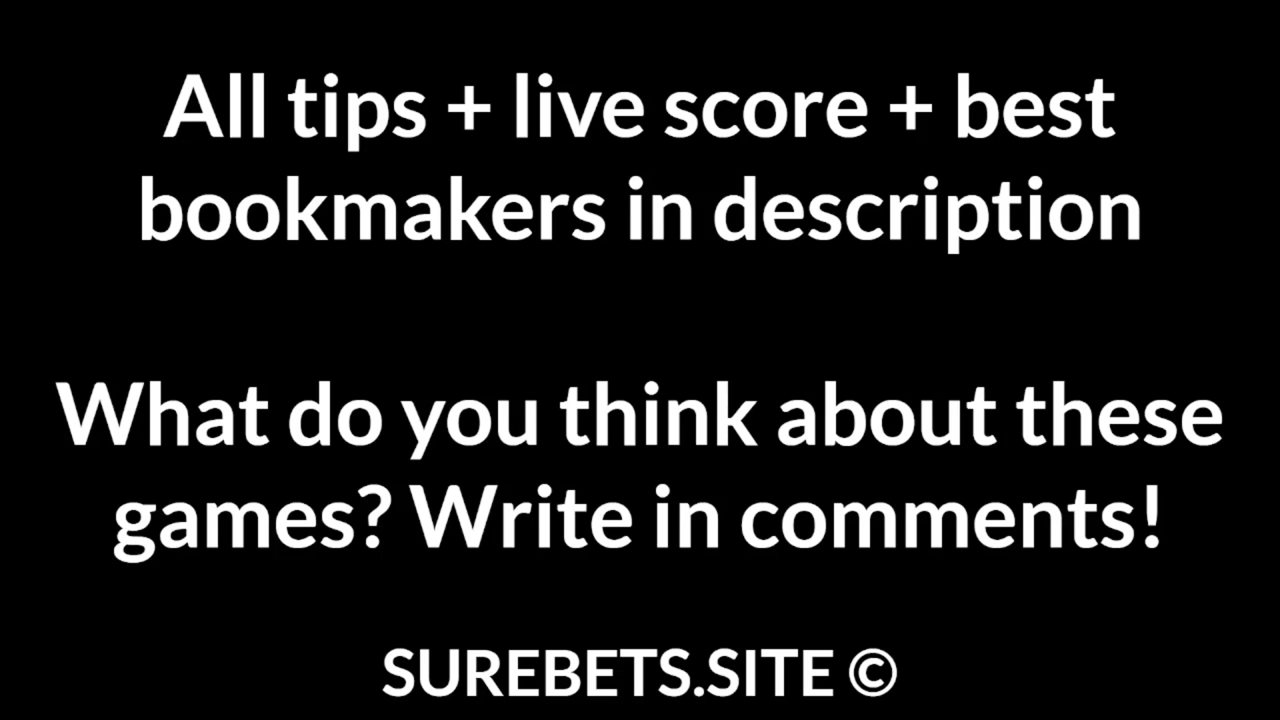 All tips + live score + best
bookmakers in description
What do you think about these
games? Write in comments!
SUREBETS.SITE ©